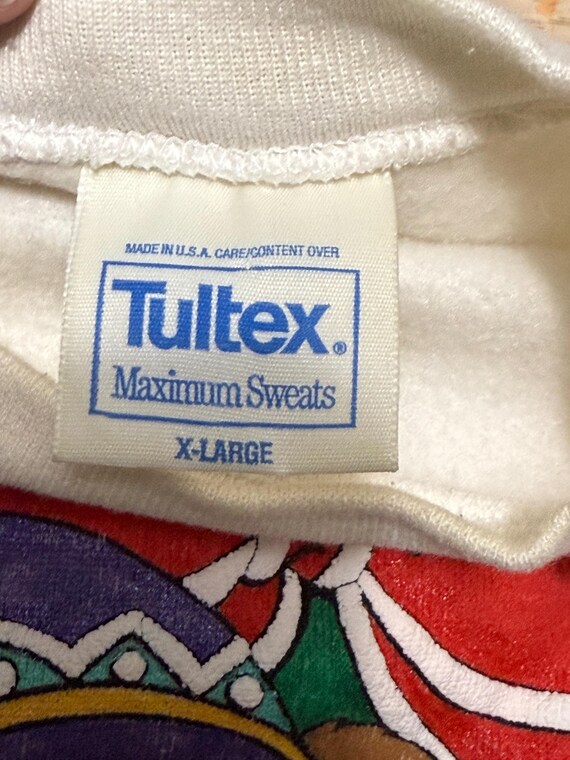 MADE IN U.S.A. CARE/CONTENT OVER
Tultex®
Maximum Sweats
X-LARGE